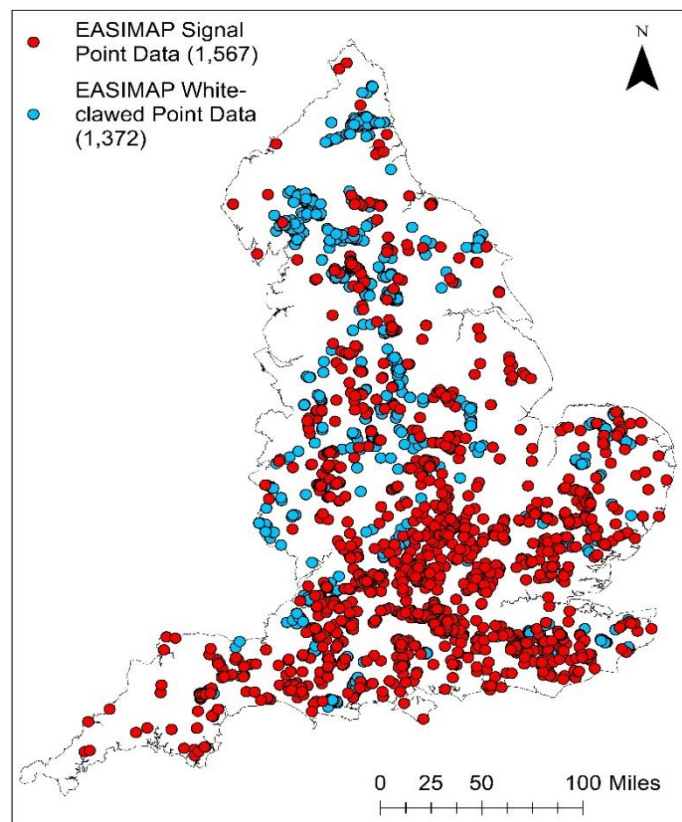 EASIMAP Signal
Point Data (1,567)
EASIMAP White-
clawed Point Data
(1,372)
N
0 25 50 100 Miles